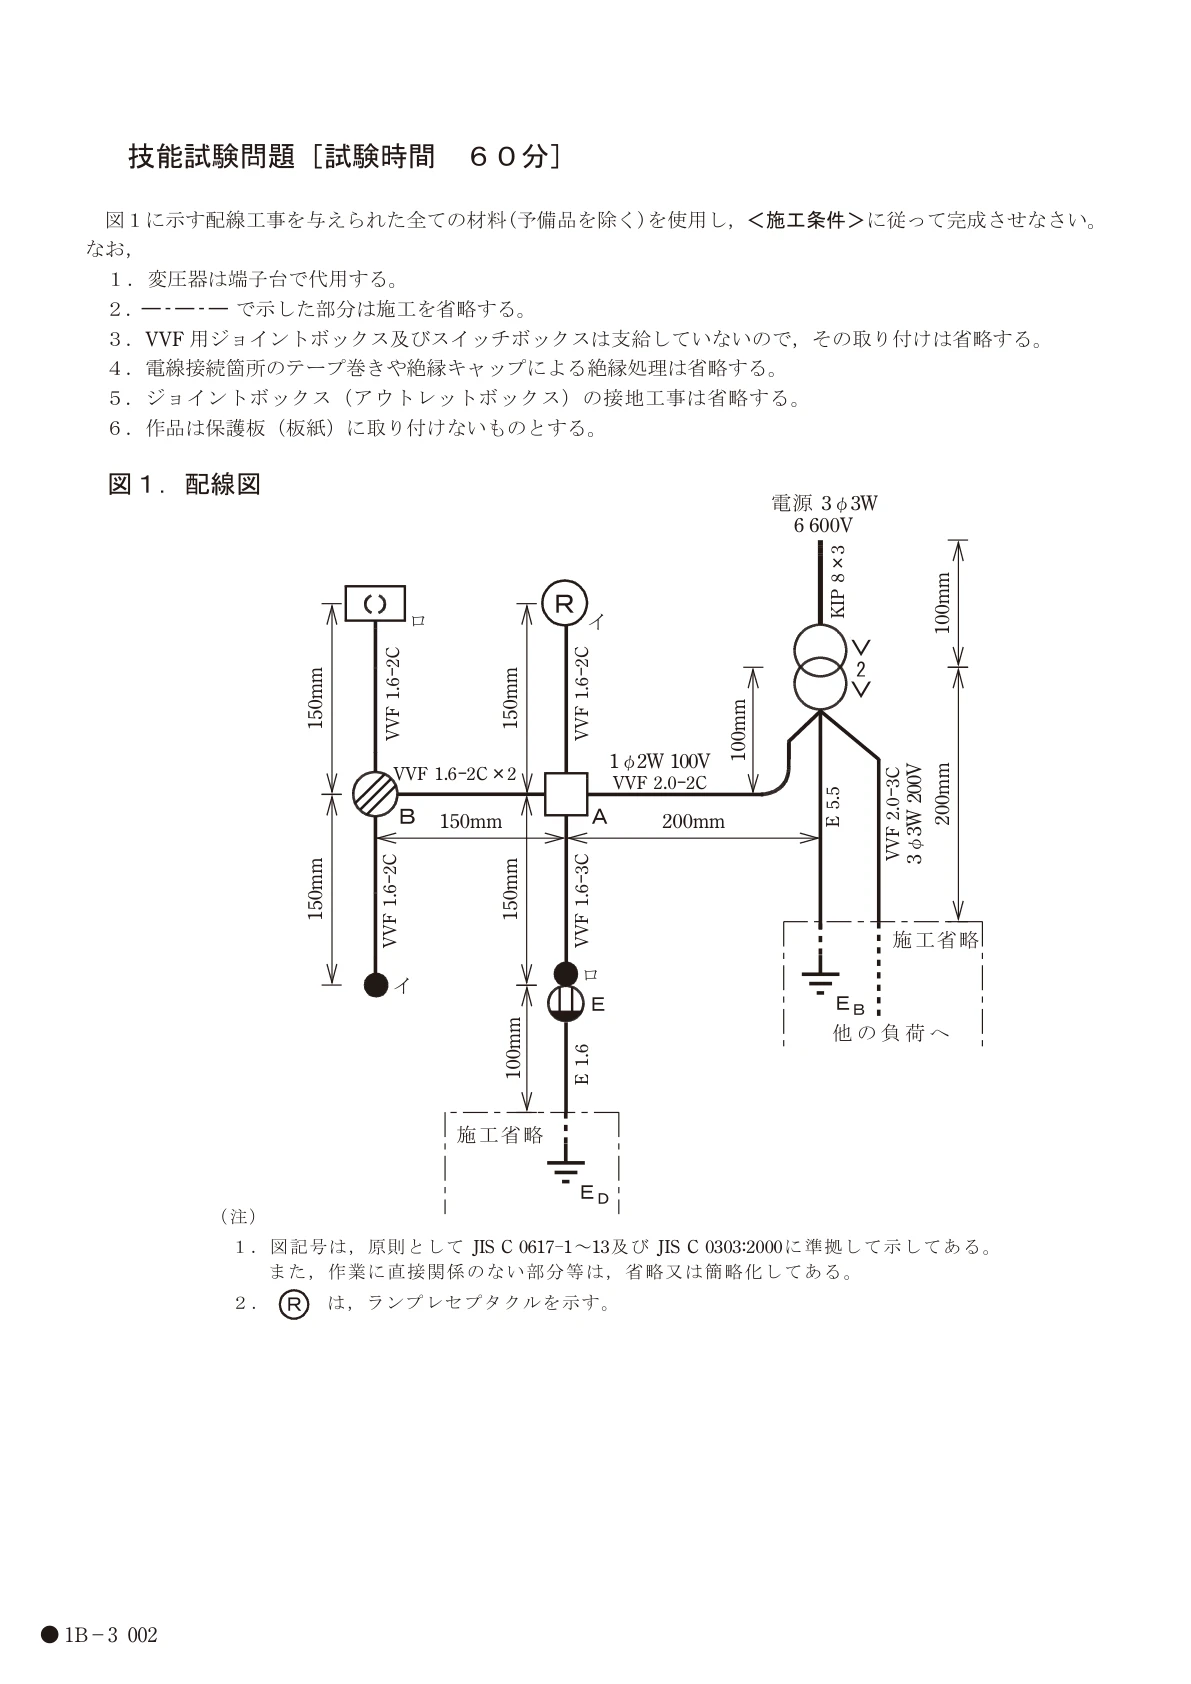 技能試験問題［試験時間　６０分］
図１に示す配線工事を与えられた全ての材料（予備品を除く）を使用し，＜施工条件＞に従って完成させなさい。
なお，
１．変圧器は端子台で代用する。
２．―-―-― で示した部分は施工を省略する。
３．VVF 用ジョイントボックス及びスイッチボックスは支給していないので，その取り付けは省略する。
４．電線接続箇所のテープ巻きや絶縁キャップによる絶縁処理は省略する。
５．ジョイントボックス（アウトレットボックス）の接地工事は省略する。
６．作品は保護板（板紙）に取り付けないものとする。
図１．配線図
電源 3φ3W
6 600V
KIP 8×3
100mm
V
2
V
( )
ロ
R
イ
150mm
VVF 1.6-2C
150mm
VVF 1.6-2C
100mm
1φ2W 100V
VVF 2.0-2C
VVF 1.6-2C×2
B
A
150mm
200mm
E 5.5
VVF 2.0-3C
3φ3W 200V
200mm
150mm
VVF 1.6-2C
150mm
VVF 1.6-3C
イ
ロ
E
施工省略
EB
他の負荷へ
100mm
E 1.6
施工省略
ED
（注）
１．図記号は，原則として JIS C 0617-1～13及び JIS C 0303:2000に準拠して示してある。
また，作業に直接関係のない部分等は，省略又は簡略化してある。
２． R は，ランプレセプタクルを示す。
●1B－3 002